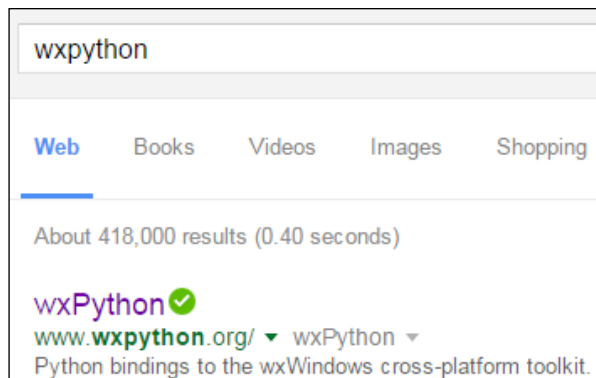 wxpython
Web Books Videos Images Shopping
About 418,000 results (0.40 seconds)
wxPython
www.wxpython.org/ wxPython
Python bindings to the wxWindows cross-platform toolkit.